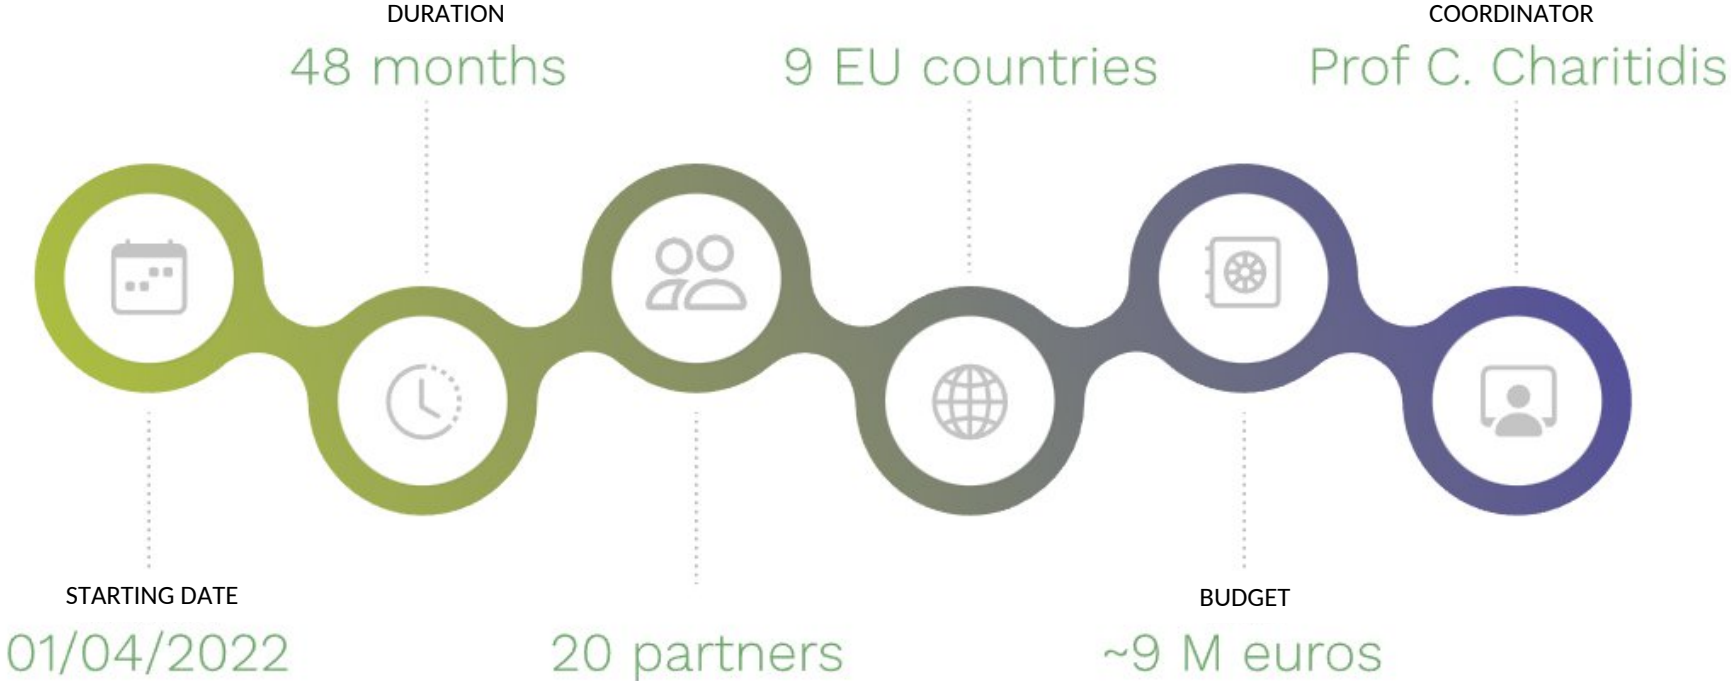 DURATION
48 months
9 EU countries
COORDINATOR
Prof C. Charitidis
STARTING DATE
01/04/2022
20 partners
BUDGET
~9 M euros